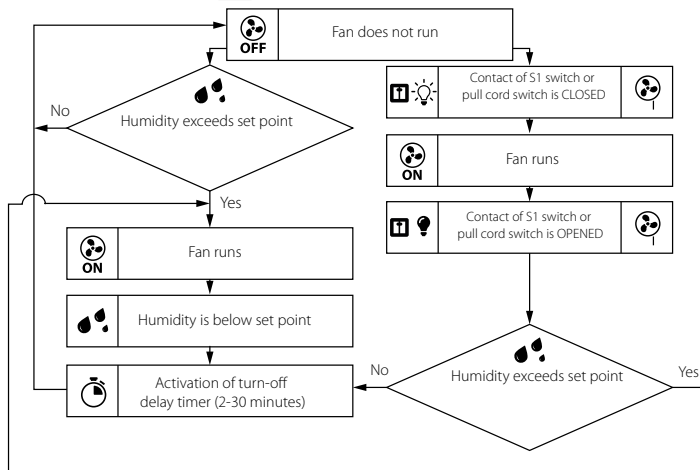 OFF
Fan does not run
Contact of S1 switch or
pull cord switch is CLOSED
No
Humidity exceeds set point
ON
Fan runs
Yes
Contact of S1 switch or
pull cord switch is OPENED
ON
Fan runs
Humidity is below set point
Activation of turn-off
delay timer (2-30 minutes)
No
Humidity exceeds set point
Yes